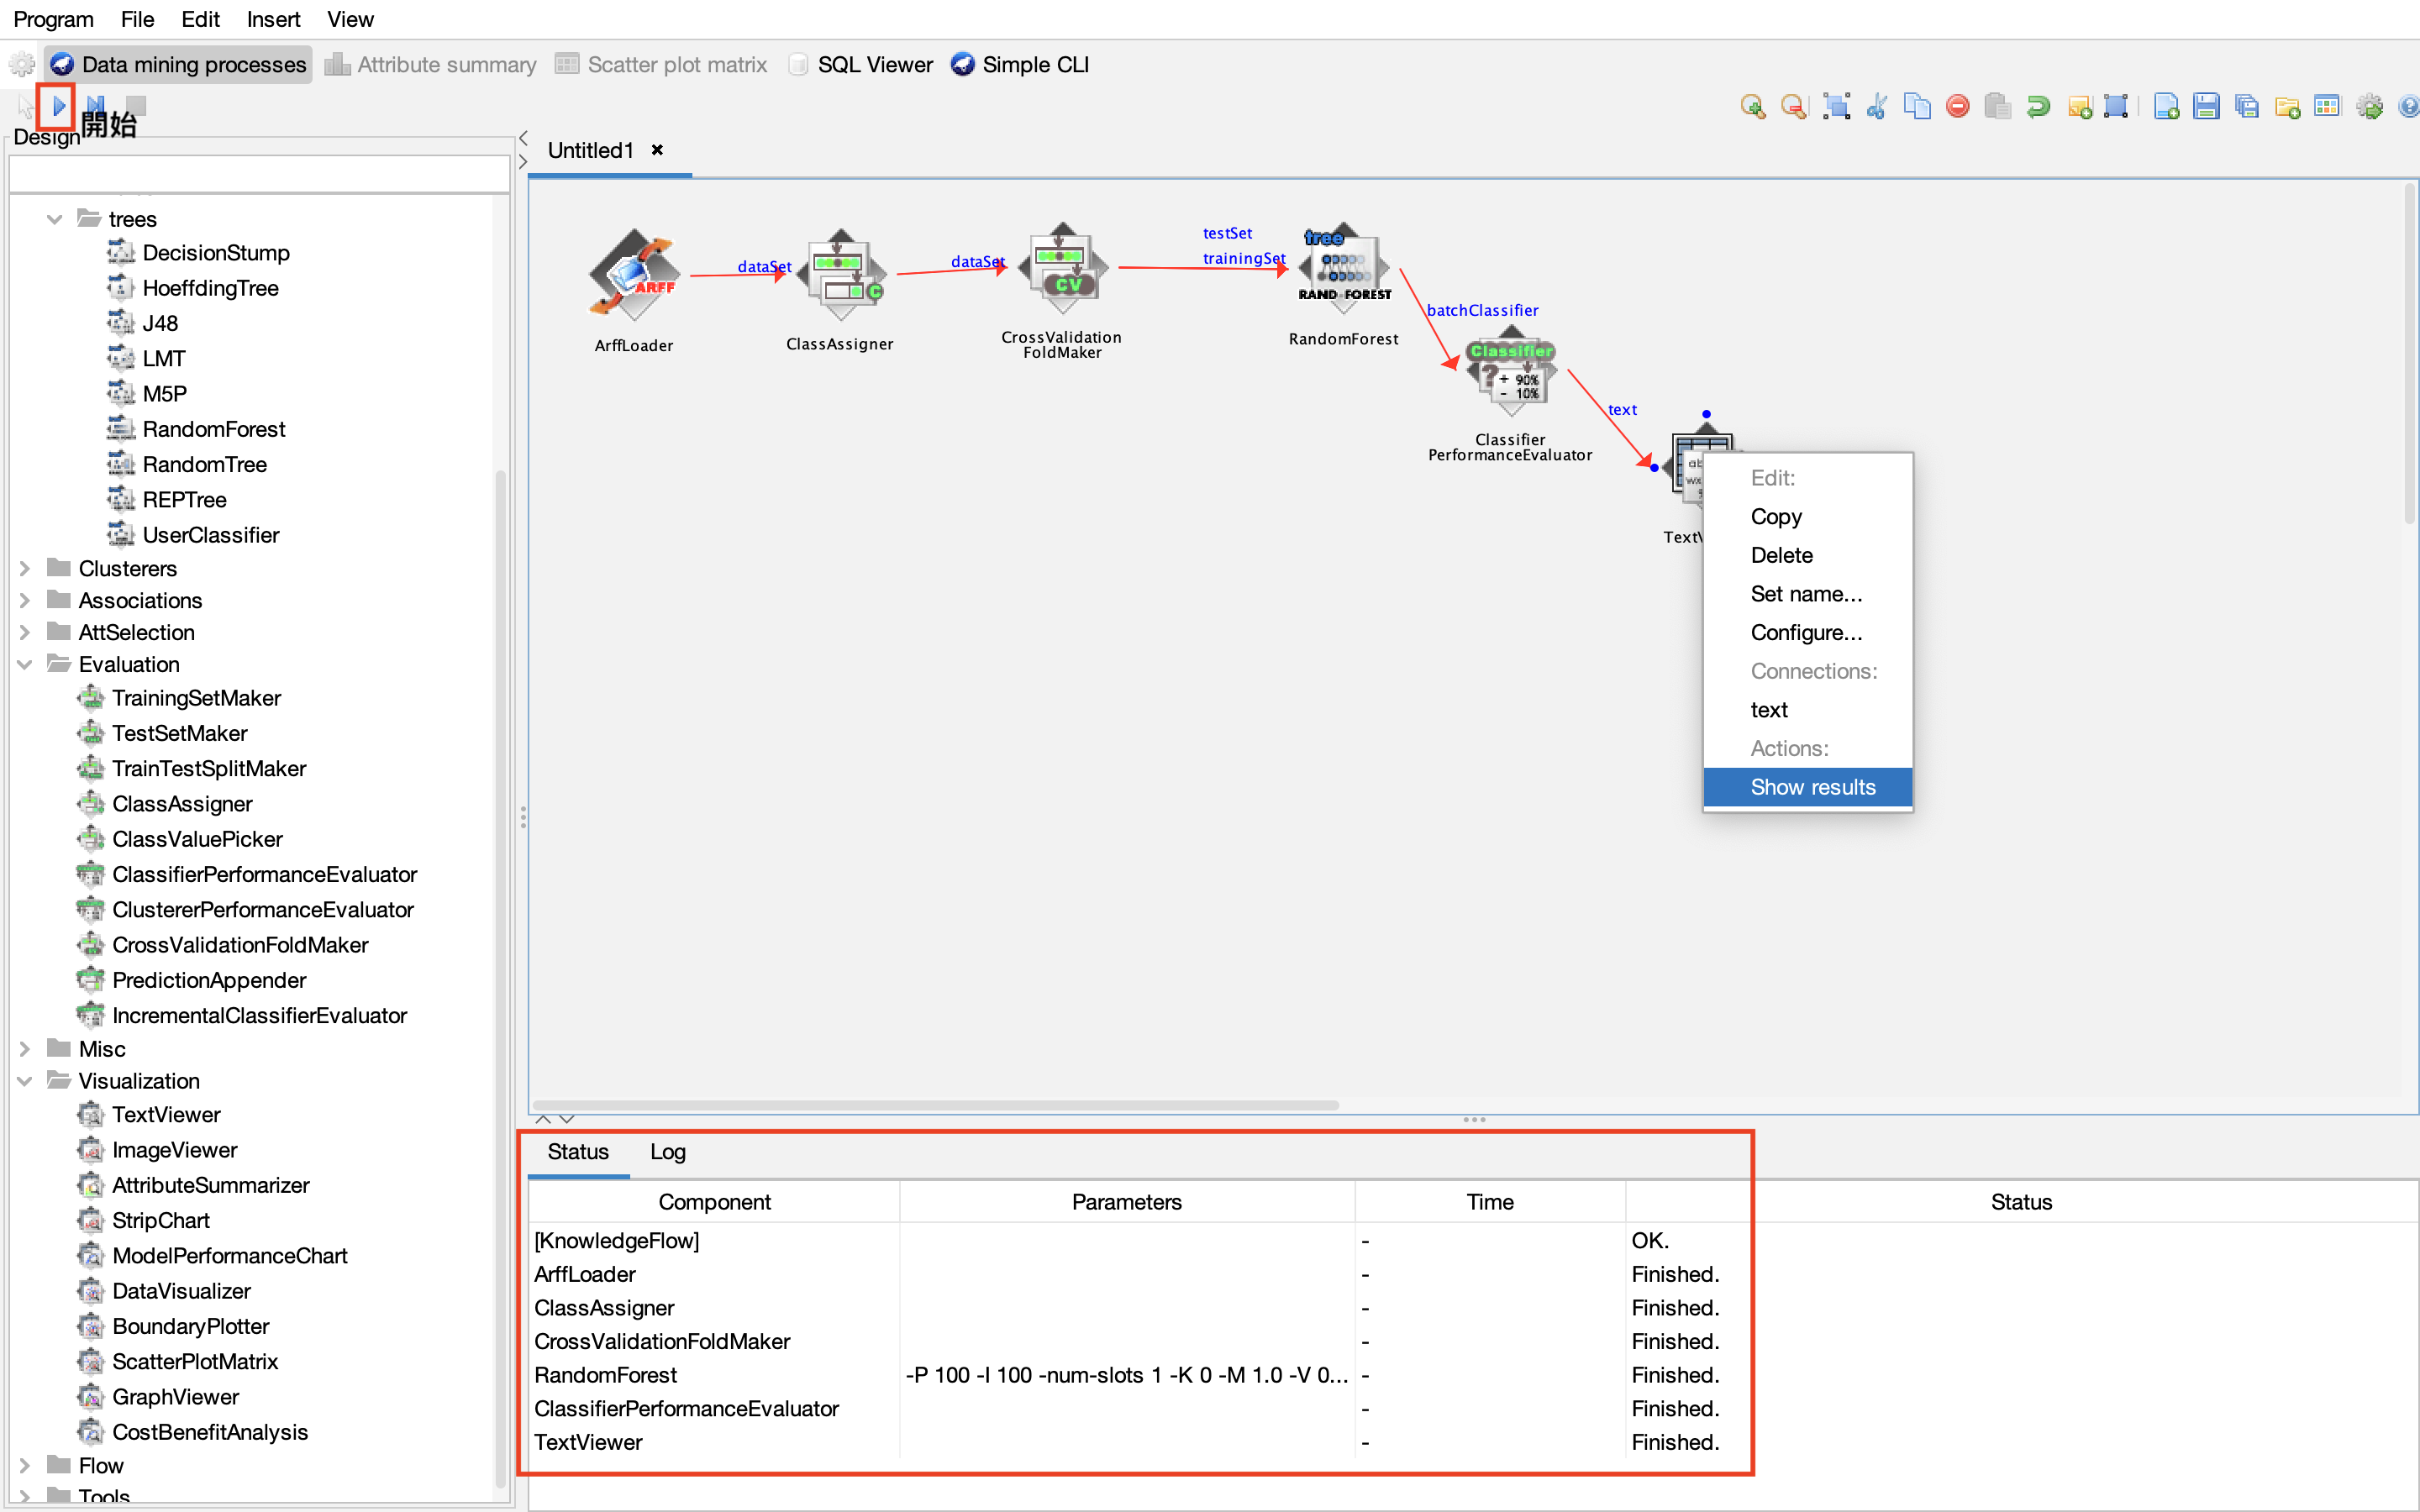 Program File Edit Insert View
Data mining processes Attribute summary Scatter plot matrix SQL Viewer Simple CLI
開始
Design
Untitled1
trees
DecisionStump
HoeffdingTree
J48
LMT
M5P
RandomForest
RandomTree
REPTree
UserClassifier
Clusterers
Associations
AttSelection
Evaluation
TrainingSetMaker
TestSetMaker
TrainTestSplitMaker
ClassAssigner
ClassValuePicker
ClassifierPerformanceEvaluator
ClustererPerformanceEvaluator
CrossValidationFoldMaker
PredictionAppender
IncrementalClassifierEvaluator
Misc
Visualization
TextViewer
ImageViewer
AttributeSummarizer
StripChart
ModelPerformanceChart
DataVisualizer
BoundaryPlotter
ScatterPlotMatrix
GraphViewer
CostBenefitAnalysis
Flow
Tools
ARFF
ArffLoader
dataSet
C
ClassAssigner
dataSet
CV
CrossValidation
FoldMaker
testSet
trainingSet
tree
RAND FOREST
RandomForest
batchClassifier
Classifier
? + 90%
- 10%
Classifier
PerformanceEvaluator
text
Edit:
Copy
Delete
Set name...
Configure...
Connections:
text
Actions:
Show results
Status Log
Component Parameters Time Status
[KnowledgeFlow] - OK.
ArffLoader - Finished.
ClassAssigner - Finished.
CrossValidationFoldMaker - Finished.
RandomForest -P 100 -I 100 -num-slots 1 -K 0 -M 1.0 -V 0... - Finished.
ClassifierPerformanceEvaluator - Finished.
TextViewer - Finished.